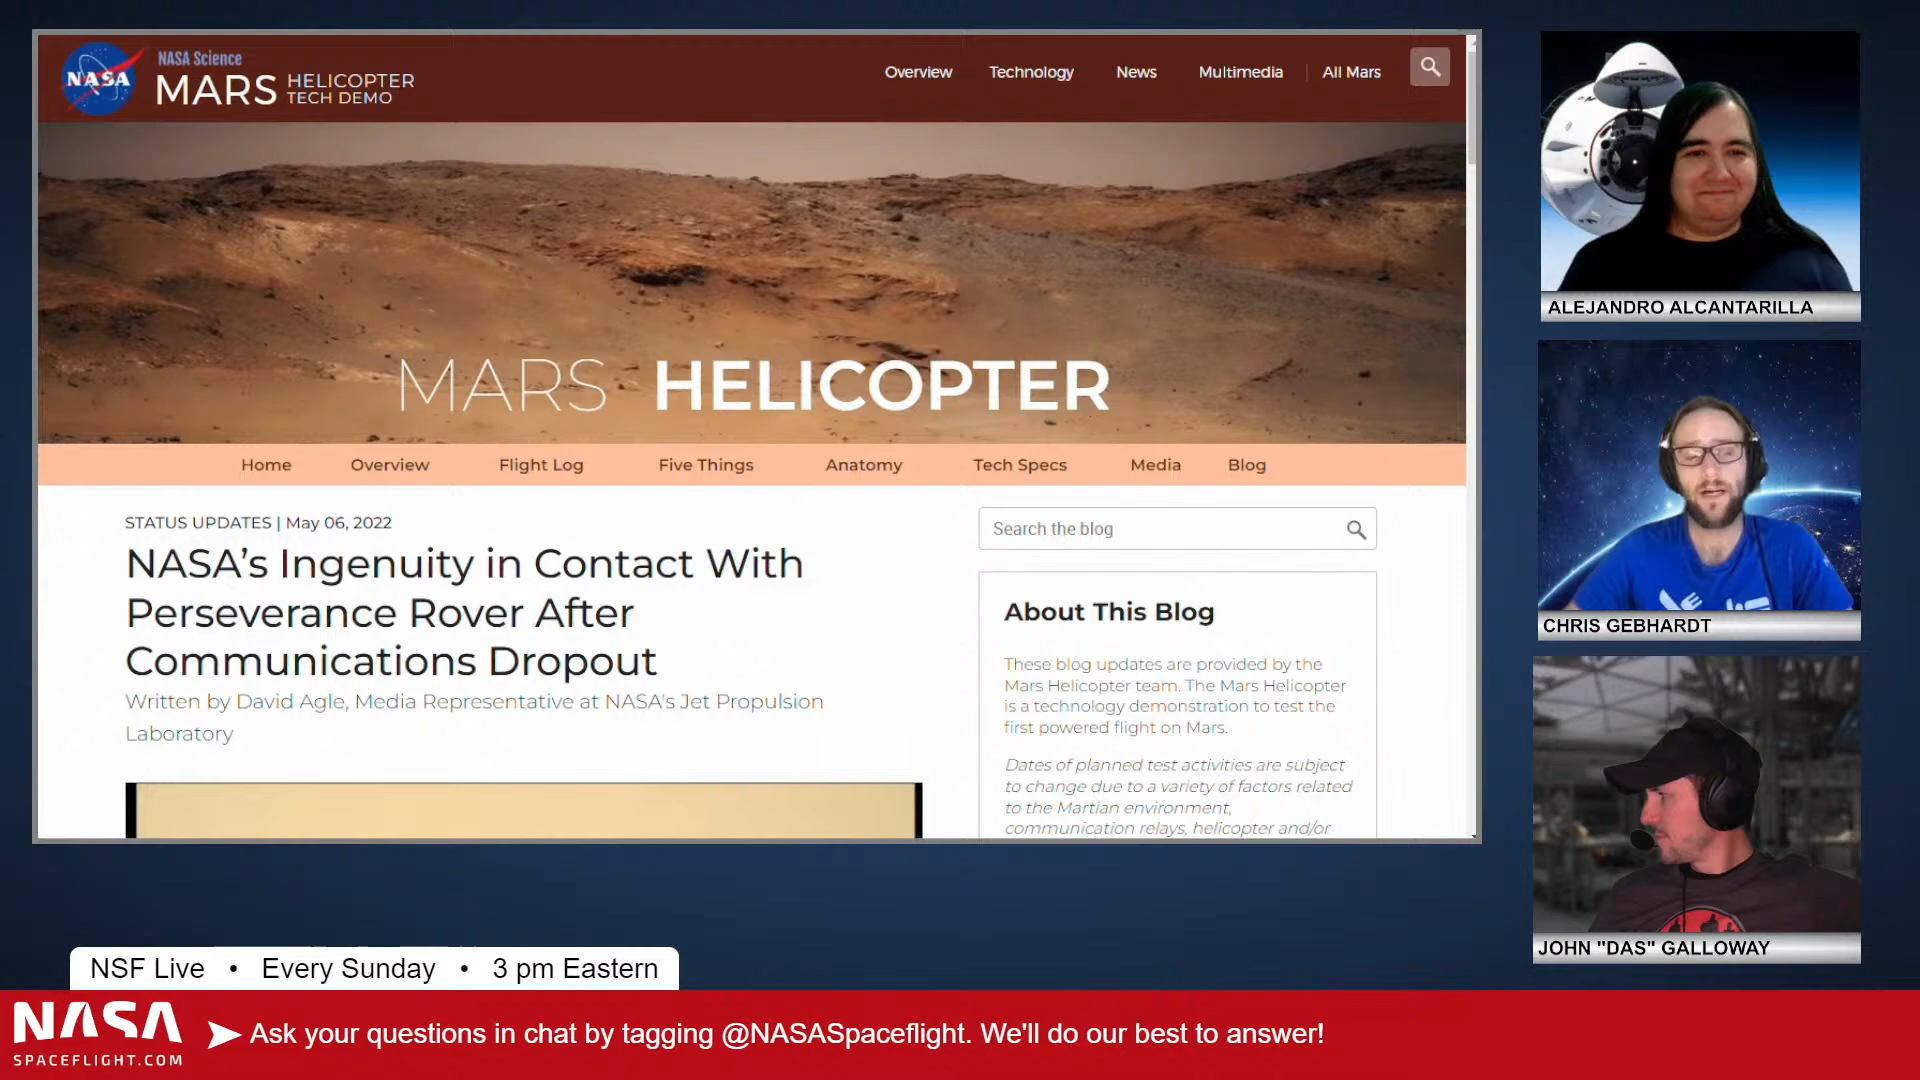 NASA
NASA Science
MARS HELICOPTER
TECH DEMO
Overview
Technology
News
Multimedia
All Mars
MARS HELICOPTER
Home
Overview
Flight Log
Five Things
Anatomy
Tech Specs
Media
Blog
STATUS UPDATES | May 06, 2022
NASA's Ingenuity in Contact With
Perseverance Rover After
Communications Dropout
Written by David Agle, Media Representative at NASA's Jet Propulsion
Laboratory
Search the blog
About This Blog
These blog updates are provided by the
Mars Helicopter team. The Mars Helicopter
is a technology demonstration to test the
first powered flight on Mars.
Dates of planned test activities are subject
to change due to a variety of factors related
to the Martian environment,
communication relays, helicopter and/or
ALEJANDRO ALCANTARILLA
CHRIS GEBHARDT
JOHN "DAS" GALLOWAY
NSF Live • Every Sunday • 3 pm Eastern
NASA
SPACEFLIGHT.COM
Ask your questions in chat by tagging @NASASpaceflight. We'll do our best to answer!